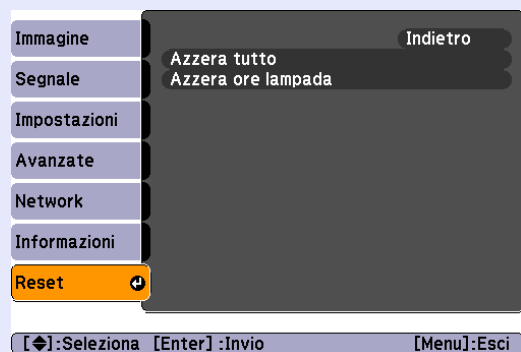 Immagine
Segnale
Impostazioni
Avanzate
Network
Informazioni
Reset
Indietro
Azzera tutto
Azzera ore lampada
[◆]:Seleziona [Enter] :Invio [Menu]:Esci